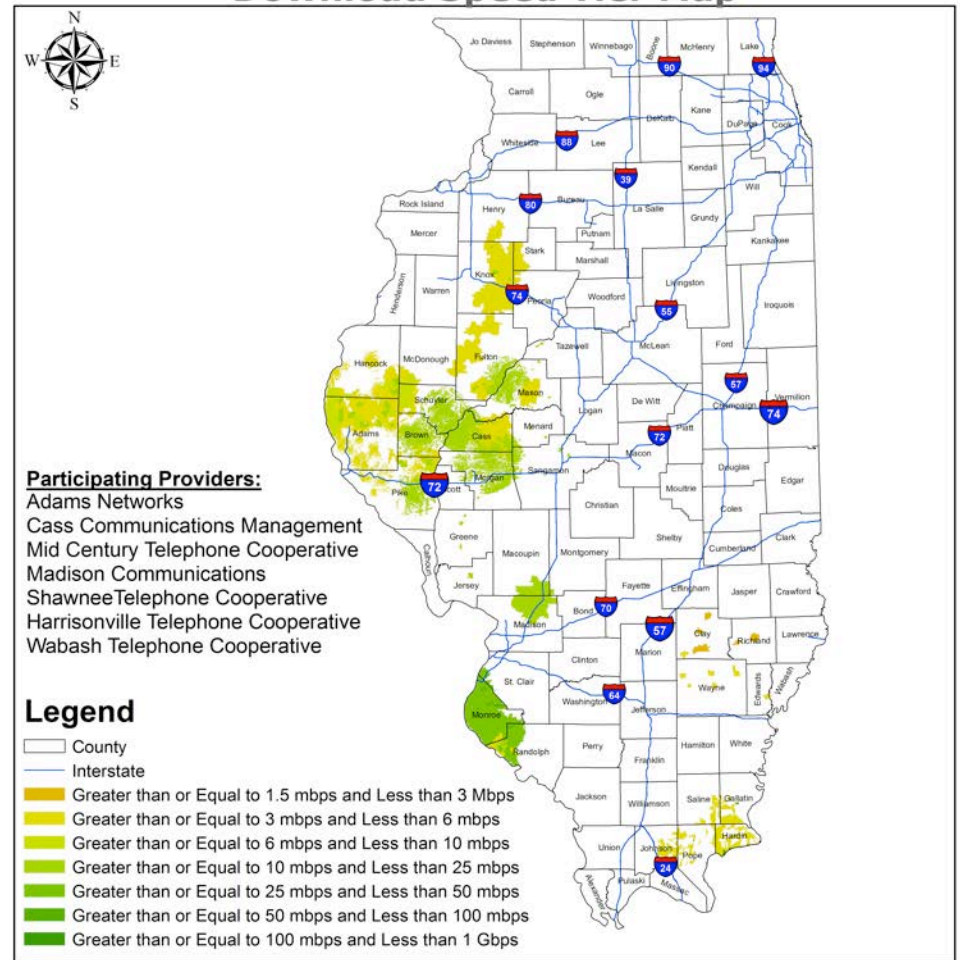 Download Speed Tier Map
N
W E
S
Jo Daviess Stephenson Winnebago Boone McHenry Lake
90 94
Carroll Ogle Kane
DeKalb DuPage Cook
Whiteside 88 Lee
Kendall
39 Will
Rock Island Henry 80 Bureau La Salle Grundy
Mercer Putnam
Stark Kankakee
Marshall
Knox
Henderson Warren 74 Peoria Woodford Livingston
55 Iroquois
Tazewell McLean Ford
Hancock McDonough Fulton
57
Schuyler Mason De Witt Champaign Vermilion
Logan 74
Adams Brown Cass Menard 72 Piatt
Macon
Sangamon Douglas
Pike 72 cott Morgan Moultrie Edgar
Christian Coles
Greene Shelby Clark
Calhoun Macoupin Montgomery Cumberland
Jersey Fayette Effingham Jasper Crawford
Bond 70
Madison 57 Clay Richland Lawrence
Marion
Clinton
St. Clair Wayne Edwards Wabash
Washington 64 Jefferson
Monroe
Randolph Perry Hamilton White
Franklin
Jackson Williamson Saline Gallatin
Hardin
Union Johnson Pope
24
Alexander Pulaski Massac
Participating Providers:
Adams Networks
Cass Communications Management
Mid Century Telephone Cooperative
Madison Communications
ShawneeTelephone Cooperative
Harrisonville Telephone Cooperative
Wabash Telephone Cooperative
Legend
County
Interstate
Greater than or Equal to 1.5 mbps and Less than 3 Mbps
Greater than or Equal to 3 mbps and Less than 6 mbps
Greater than or Equal to 6 mbps and Less than 10 mbps
Greater than or Equal to 10 mbps and Less than 25 mbps
Greater than or Equal to 25 mbps and Less than 50 mbps
Greater than or Equal to 50 mbps and Less than 100 mbps
Greater than or Equal to 100 mbps and Less than 1 Gbps